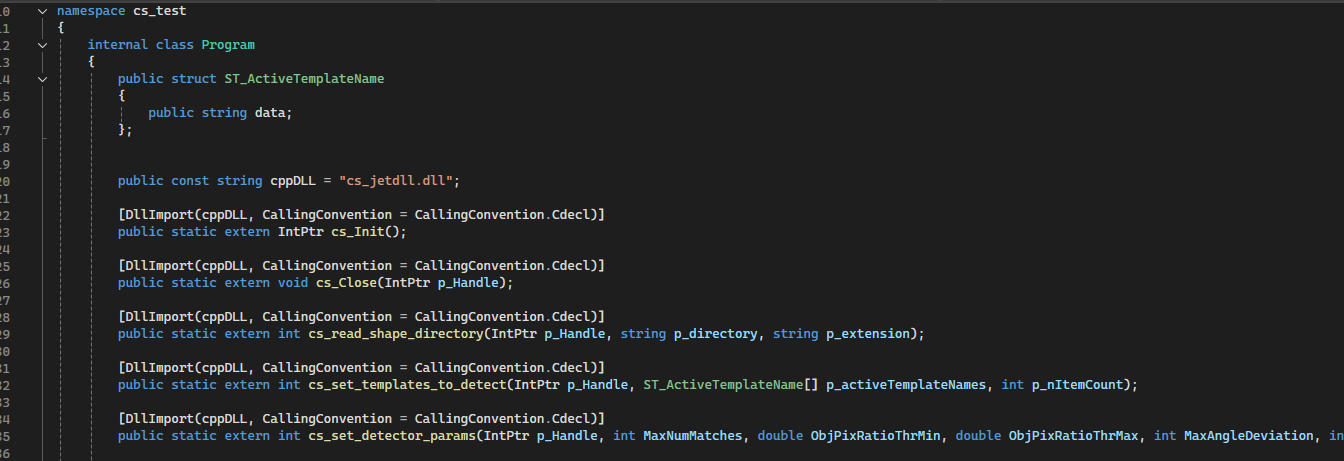 10 namespace cs_test
11 {
12 internal class Program
13 {
14 public struct ST_ActiveTemplateName
15 {
16 public string data;
17 };
18
19
20 public const string cppDLL = "cs_jetdll.dll";
21
22 [DllImport(cppDLL, CallingConvention = CallingConvention.Cdecl)]
23 public static extern IntPtr cs_Init();
24
25 [DllImport(cppDLL, CallingConvention = CallingConvention.Cdecl)]
26 public static extern void cs_Close(IntPtr p_Handle);
27
28 [DllImport(cppDLL, CallingConvention = CallingConvention.Cdecl)]
29 public static extern int cs_read_shape_directory(IntPtr p_Handle, string p_directory, string p_extension);
30
31 [DllImport(cppDLL, CallingConvention = CallingConvention.Cdecl)]
32 public static extern int cs_set_templates_to_detect(IntPtr p_Handle, ST_ActiveTemplateName[] p_activeTemplateNames, int p_nItemCount);
33
34 [DllImport(cppDLL, CallingConvention = CallingConvention.Cdecl)]
35 public static extern int cs_set_detector_params(IntPtr p_Handle, int MaxNumMatches, double ObjPixRatioThrMin, double ObjPixRatioThrMax, int MaxAngleDeviation, in
36